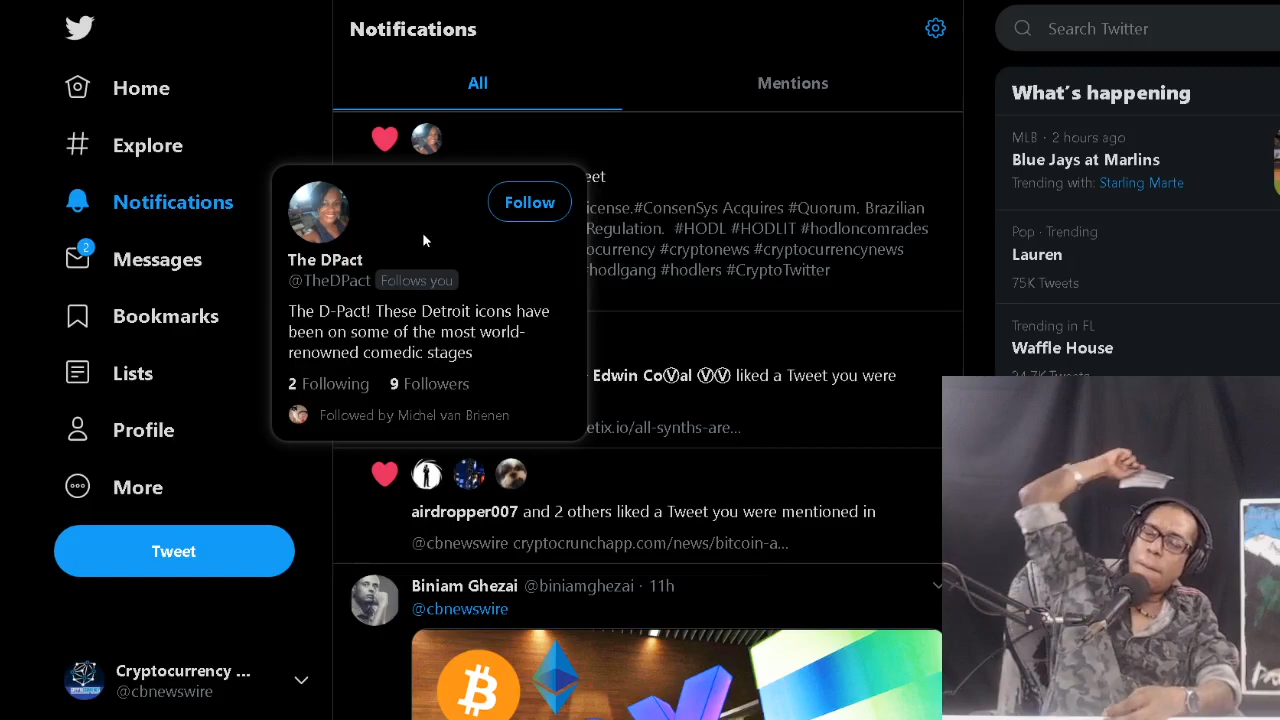 Home
Explore
Notifications
2
Messages
Bookmarks
Lists
Profile
More
Tweet
Cryptocurrency ...
@cbnewswire
Notifications
All
Mentions
eet
icense.#ConsenSys Acquires #Quorum. Brazilian
Regulation. #HODL #HODLIT #hodloncomrades
ocurrency #cryptonews #cryptocurrencynews
hodlgang #hodlers #CryptoTwitter
Follow
The DPact
@TheDPact Follows you
The D-Pact! These Detroit icons have
been on some of the most world-
renowned comedic stages
2 Following 9 Followers
Followed by Michel van Brienen
Edwin CoⓋal ⓋⓋ liked a Tweet you were
etix.io/all-synths-are...
airdropper007 and 2 others liked a Tweet you were mentioned in
@cbnewswire cryptocrunchapp.com/news/bitcoin-a...
Biniam Ghezai @biniamghezai · 11h
@cbnewswire
Search Twitter
What's happening
MLB · 2 hours ago
Blue Jays at Marlins
Trending with: Starling Marte
Pop · Trending
Lauren
75K Tweets
Trending in FL
Waffle House